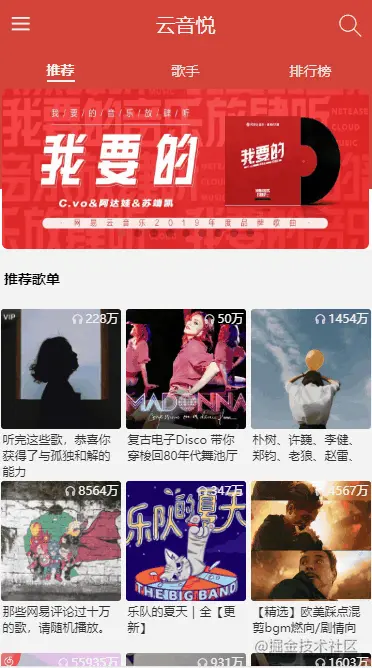 云音悦
推荐
歌手
排行榜
我|要|的|音|乐|放|肆|听
NETEASE
CLOUD
MUSIC
我要的
我要的
C.vo&阿达娃&苏靖凯
网易云音乐2019年度品牌歌曲
推荐歌单
VIP
228万
50万
1454万
MADONNA
听完这些歌，恭喜你
获得了与孤独和解的
能力
复古电子Disco 带你
穿梭回80年代舞池厅
朴树、许巍、李健、
郑钧、老狼、赵雷、
8564万
347万
4567万
乐队的夏天
THE BIG BAND
那些网易评论过十万
的歌，请随机播放。
乐队的夏天｜全【更
新】
【精选】欧美踩点混
剪bgm燃向/剧情向
55935万
931万
1603万
@掘金技术社区